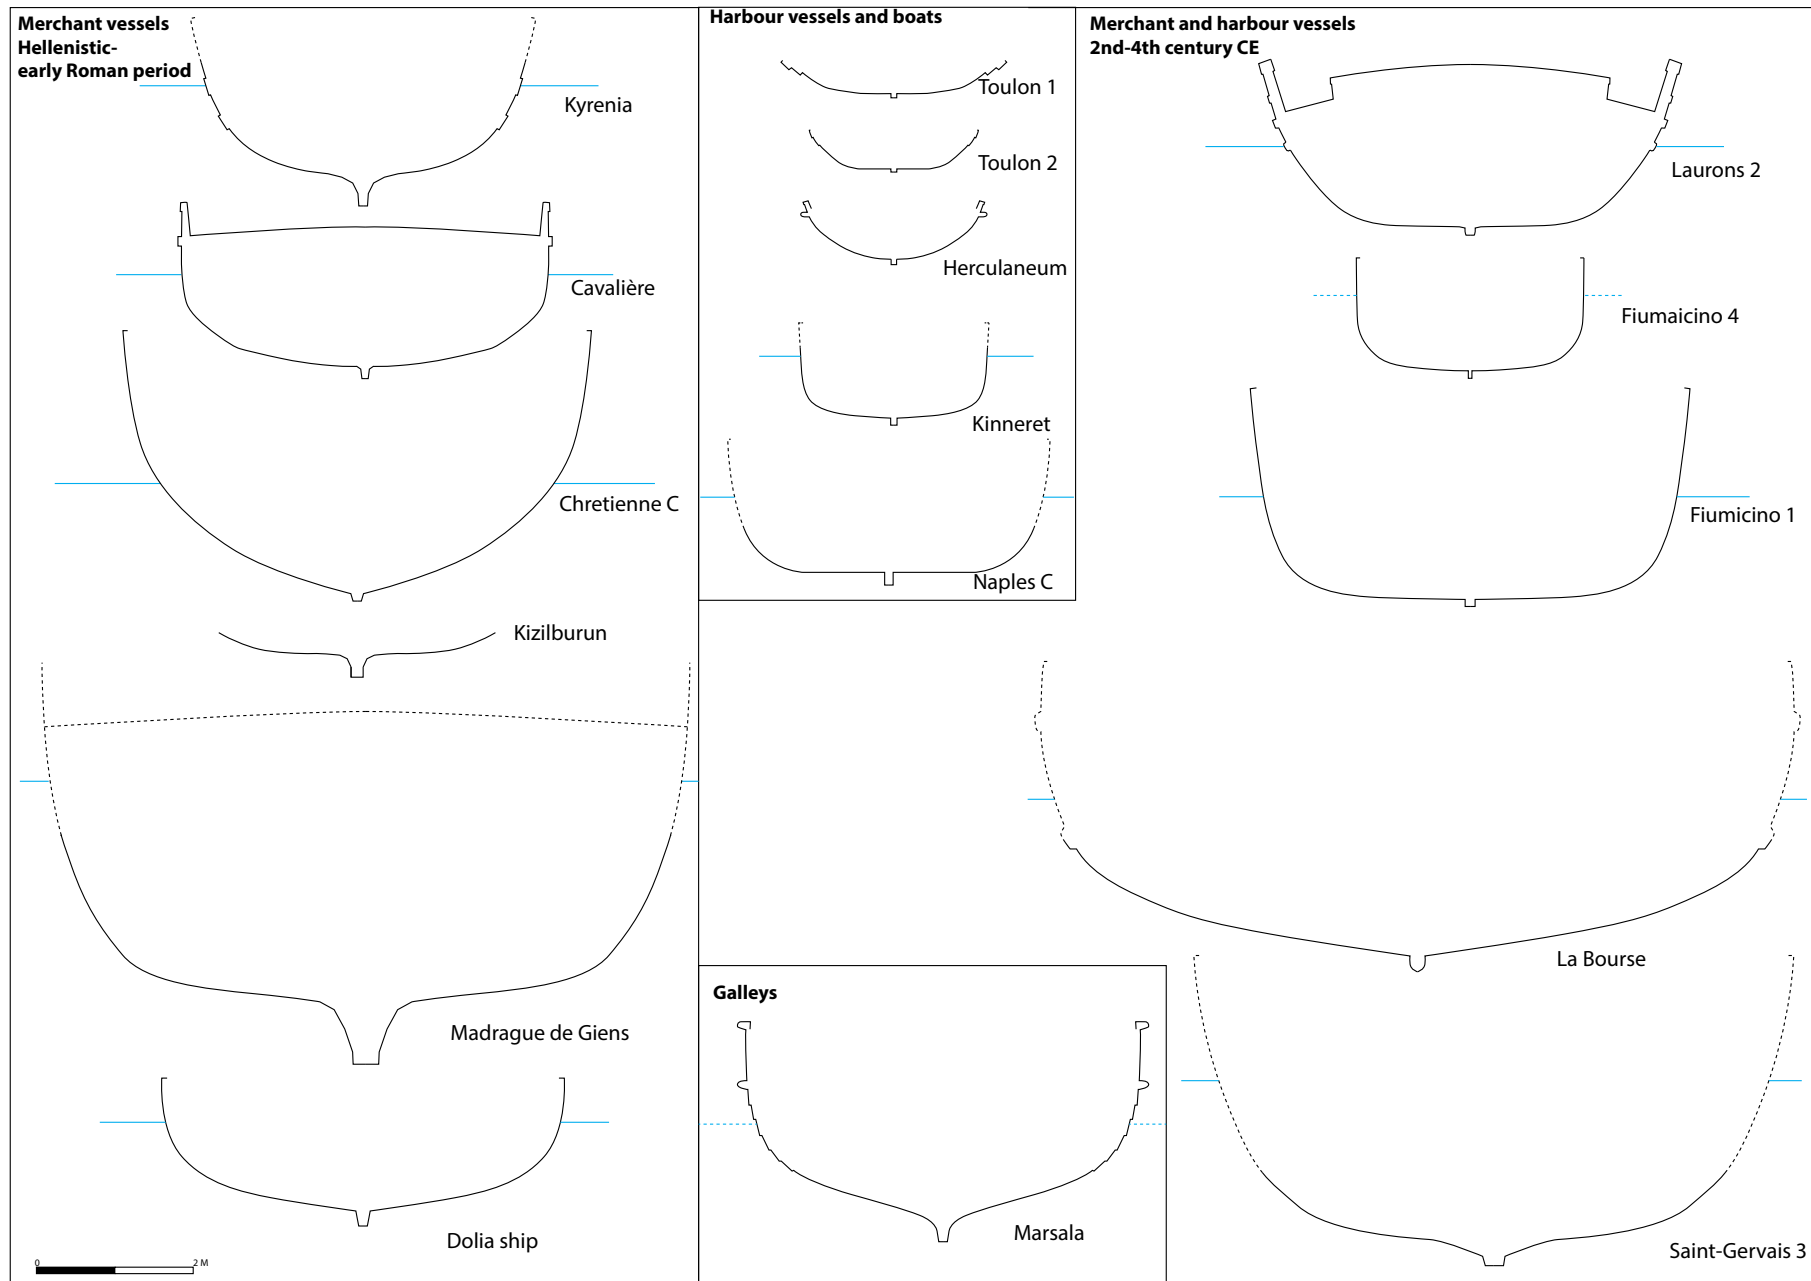 Merchant vessels
Hellenistic-
early Roman period
Kyrenia
Cavalière
Chretienne C
Kizilburun
Madrague de Giens
Dolia ship
0 2 M
Harbour vessels and boats
Toulon 1
Toulon 2
Herculaneum
Kinneret
Naples C
Galleys
Marsala
Merchant and harbour vessels
2nd-4th century CE
Laurons 2
Fiumaicino 4
Fiumicino 1
La Bourse
Saint-Gervais 3